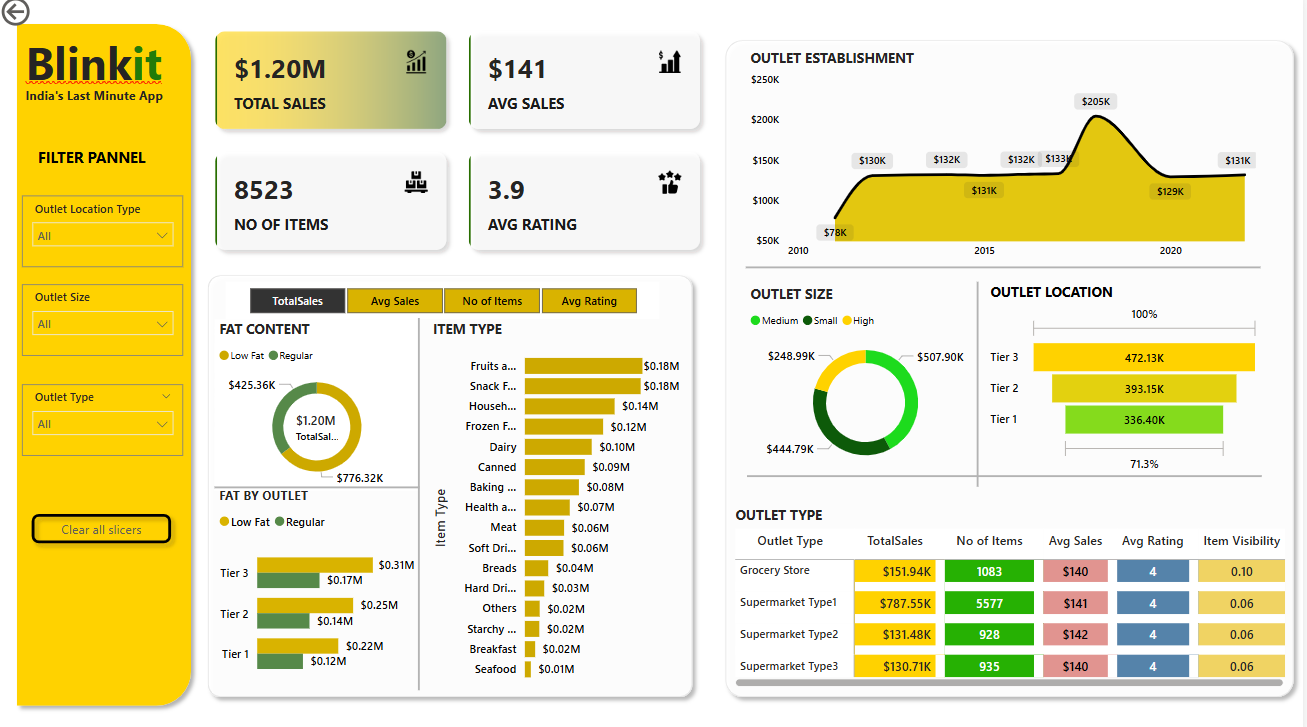 Blinkit
India's Last Minute App
FILTER PANNEL
Outlet Location Type
All
Outlet Size
All
Outlet Type
All
Clear all slicers
$1.20M
TOTAL SALES
$141
AVG SALES
8523
NO OF ITEMS
3.9
AVG RATING
TotalSales Avg Sales No of Items Avg Rating
FAT CONTENT
Low Fat Regular
$425.36K
$1.20M
TotalSal...
$776.32K
FAT BY OUTLET
Low Fat Regular
Tier 3 $0.31M
$0.17M
Tier 2 $0.25M
$0.14M
Tier 1 $0.22M
$0.12M
ITEM TYPE
Item Type
Fruits a... $0.18M
Snack F... $0.18M
Househ... $0.14M
Frozen F... $0.12M
Dairy $0.10M
Canned $0.09M
Baking ... $0.08M
Health a... $0.07M
Meat $0.06M
Soft Dri... $0.06M
Breads $0.04M
Hard Dri... $0.03M
Others $0.02M
Starchy ... $0.02M
Breakfast $0.02M
Seafood $0.01M
OUTLET ESTABLISHMENT
$250K
$200K
$150K
$100K
$50K
$78K
$130K
$132K
$131K
$132K
$133K
$205K
$129K
$131K
2010 2015 2020
OUTLET SIZE
Medium Small High
$248.99K $507.90K
$444.79K
OUTLET LOCATION
100%
Tier 3 472.13K
Tier 2 393.15K
Tier 1 336.40K
71.3%
OUTLET TYPE
Outlet Type TotalSales No of Items Avg Sales Avg Rating Item Visibility
Grocery Store $151.94K 1083 $140 4 0.10
Supermarket Type1 $787.55K 5577 $141 4 0.06
Supermarket Type2 $131.48K 928 $142 4 0.06
Supermarket Type3 $130.71K 935 $140 4 0.06